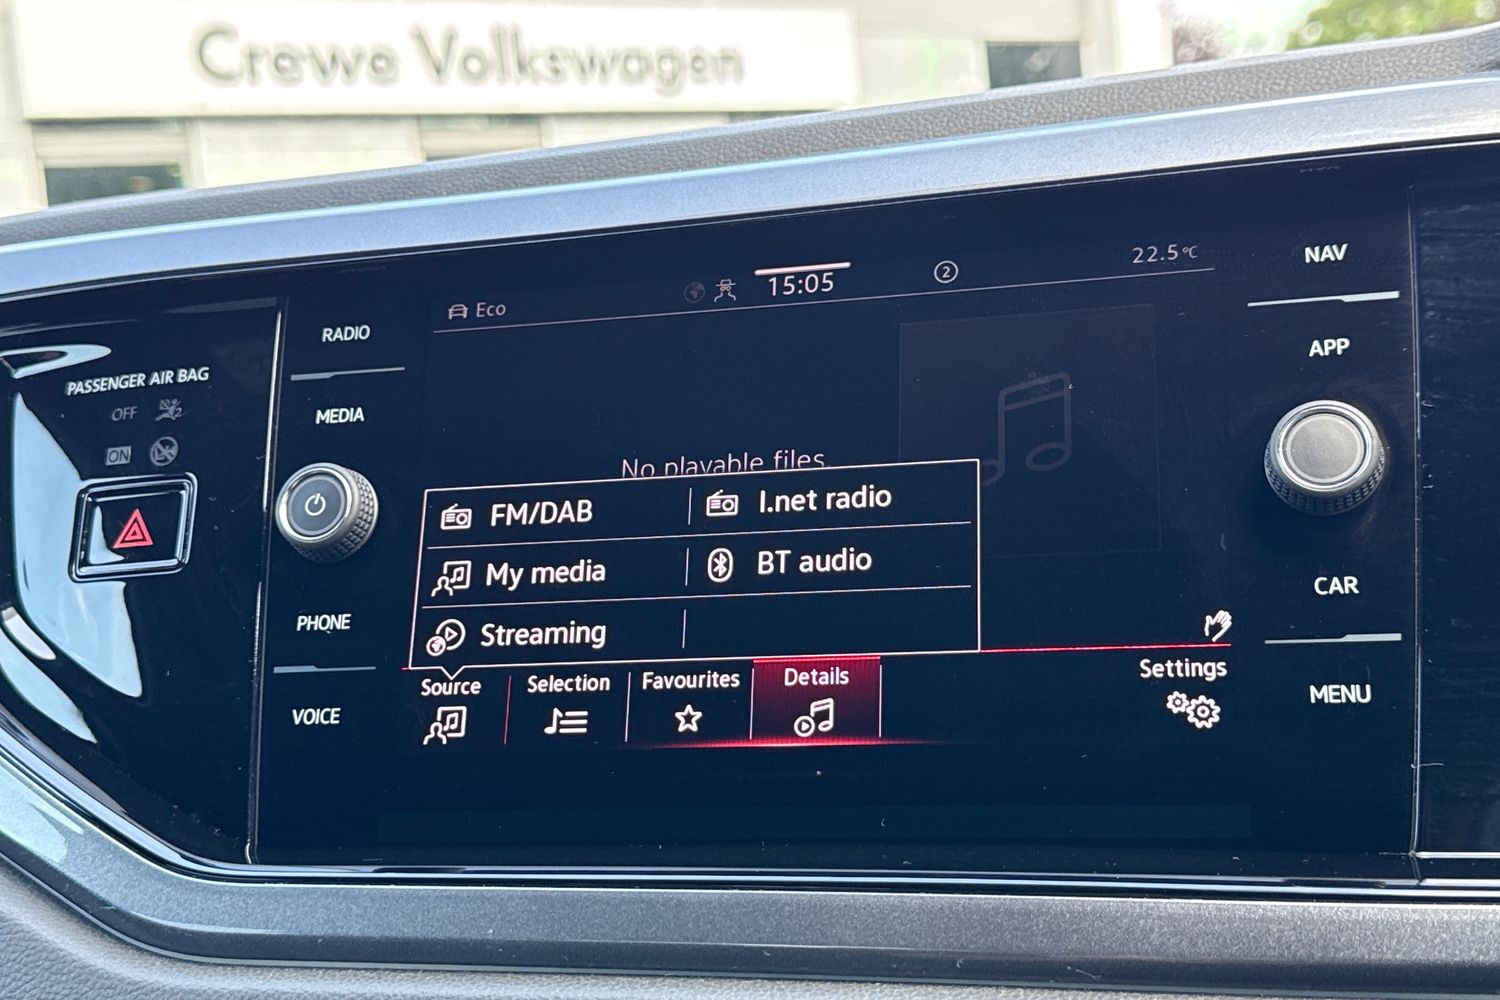 Crewe Volkswagen
PASSENGER AIR BAG
OFF
ON
RADIO
MEDIA
PHONE
VOICE
Eco
15:05
2
22.5°C
No playable files.
FM/DAB
I.net radio
My media
BT audio
Streaming
Source
Selection
Favourites
Details
Settings
NAV
APP
CAR
MENU